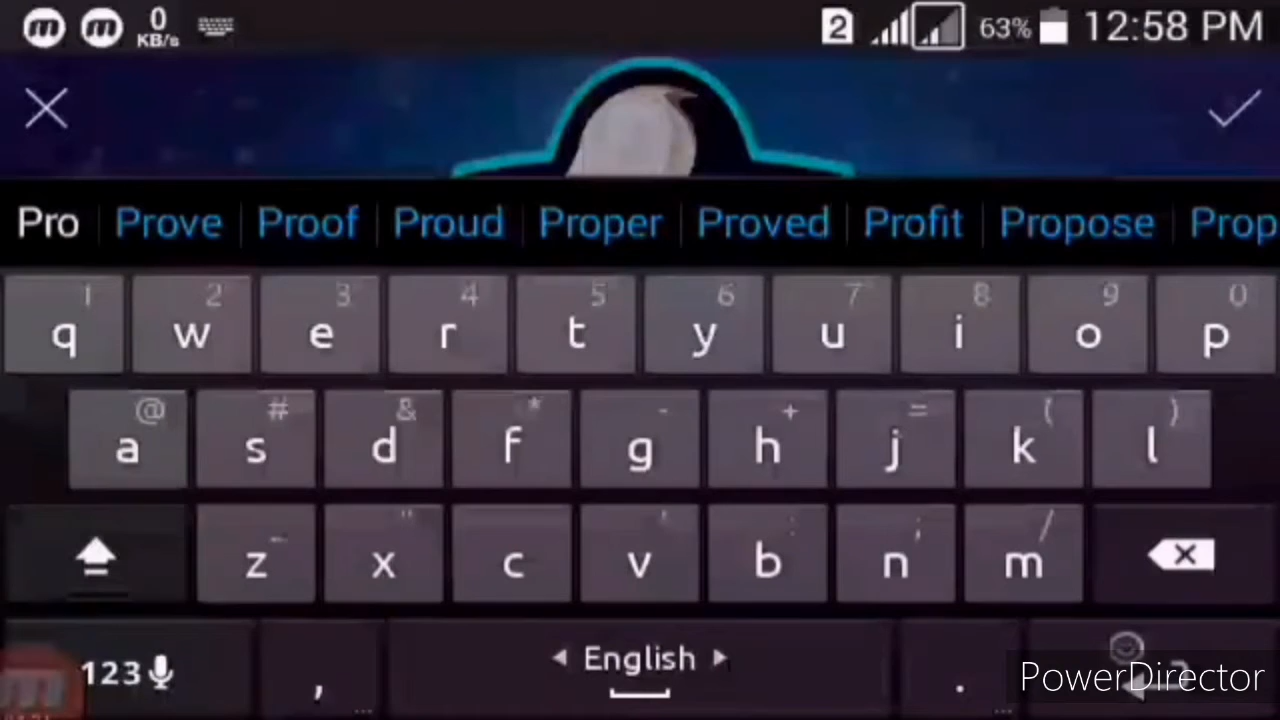 0 KB/s 2 63% 12:58 PM
Pro Prove Proof Proud Proper Proved Profit Propose Prop
1 2 3 4 5 6 7 8 9 0
q w e r t y u i o p
@ # & * - + = ( )
a s d f g h j k l
" ' : ; /
z x c v b n m
123 , English .
PowerDirector